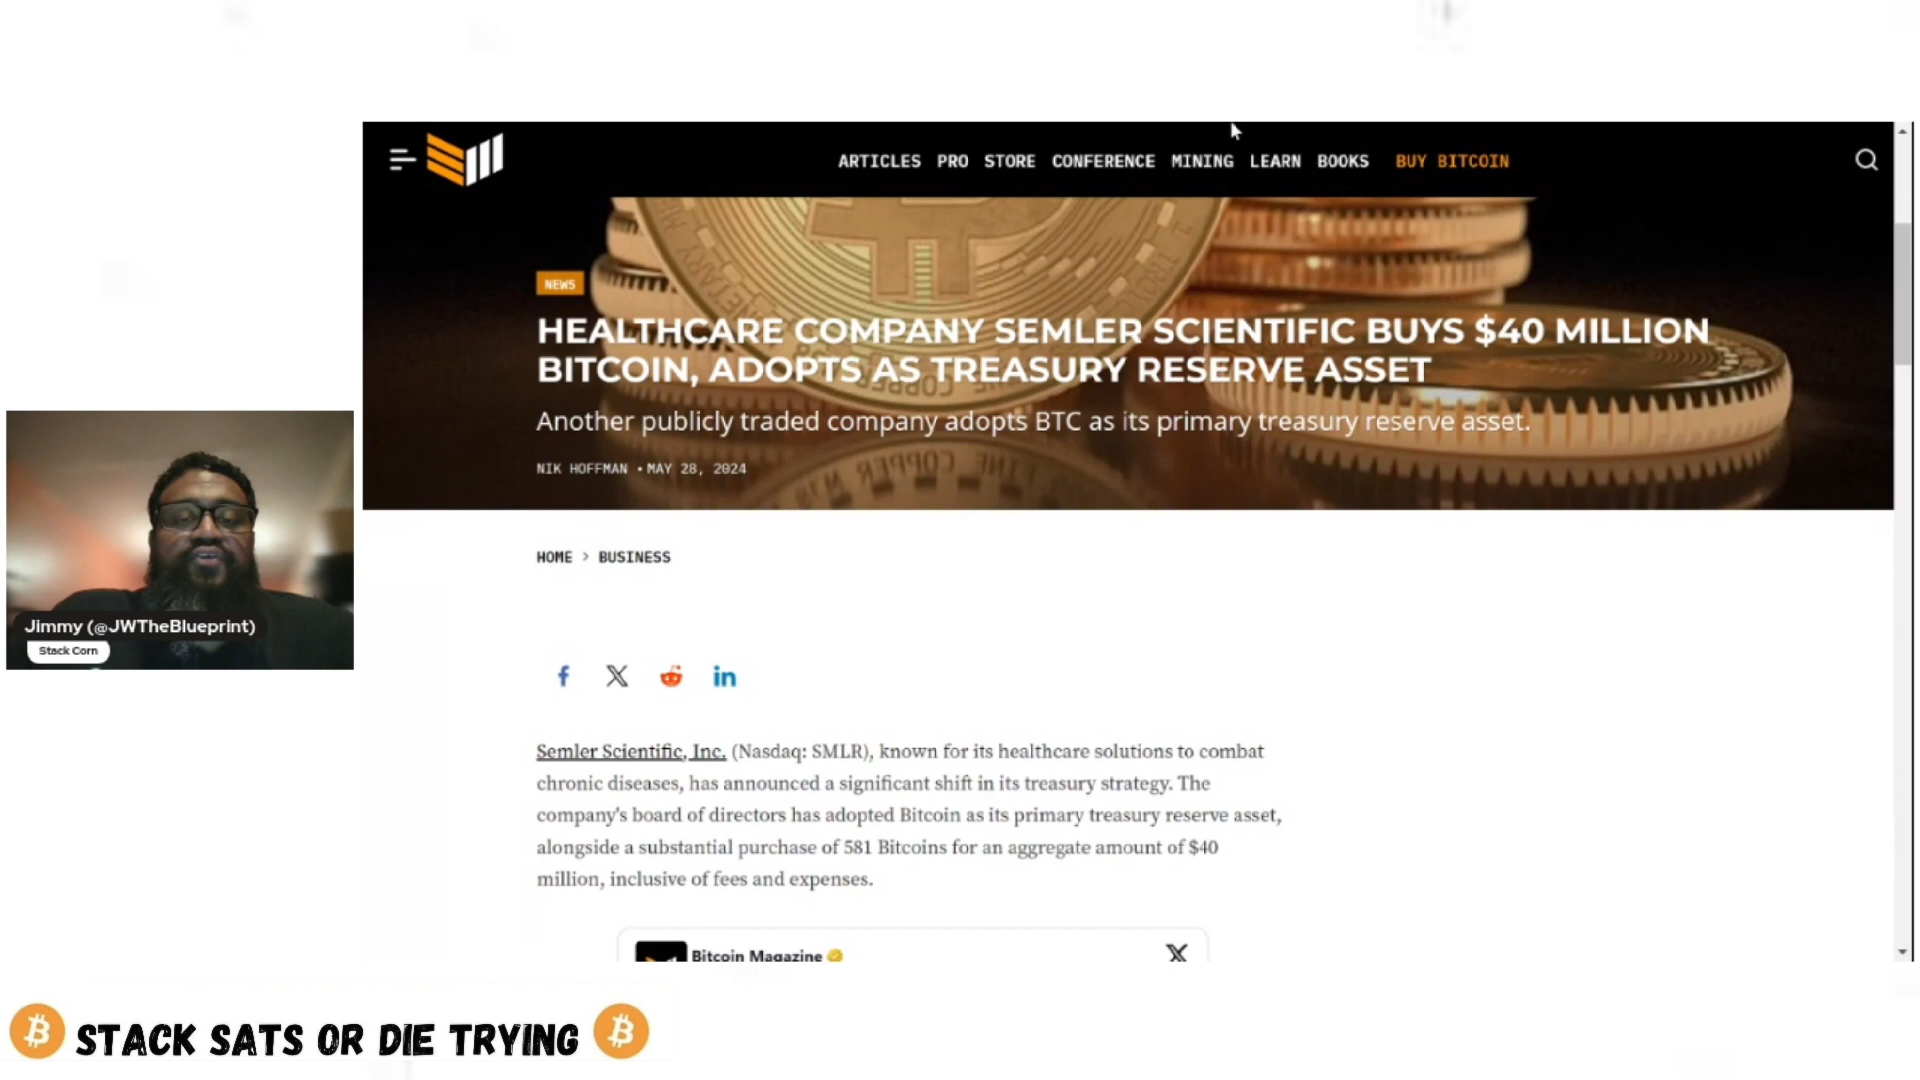 ARTICLES PRO STORE CONFERENCE MINING LEARN BOOKS BUY BITCOIN
NEWS
HEALTHCARE COMPANY SEMLER SCIENTIFIC BUYS $40 MILLION
BITCOIN, ADOPTS AS TREASURY RESERVE ASSET
Another publicly traded company adopts BTC as its primary treasury reserve asset.
NIK HOFFMAN • MAY 28, 2024
HOME > BUSINESS
Semler Scientific, Inc. (Nasdaq: SMLR), known for its healthcare solutions to combat
chronic diseases, has announced a significant shift in its treasury strategy. The
company's board of directors has adopted Bitcoin as its primary treasury reserve asset,
alongside a substantial purchase of 581 Bitcoins for an aggregate amount of $40
million, inclusive of fees and expenses.
Bitcoin Magazine
Jimmy (@JWTheBlueprint)
Stack Corn
STACK SATS OR DIE TRYING